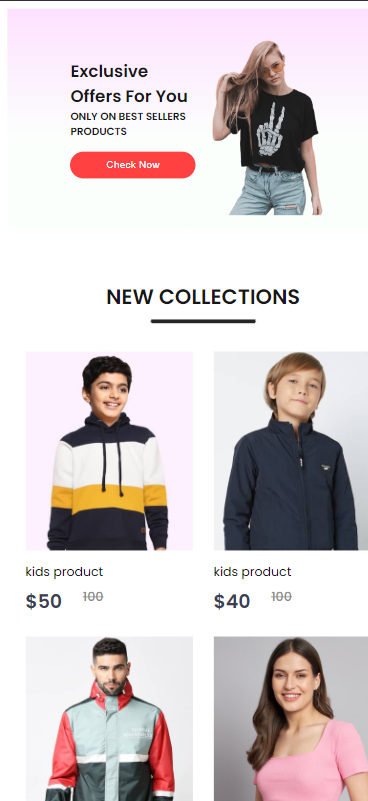 Exclusive
Offers For You
ONLY ON BEST SELLERS
PRODUCTS
Check Now
NEW COLLECTIONS
kids product
$50 100
kids product
$40 100